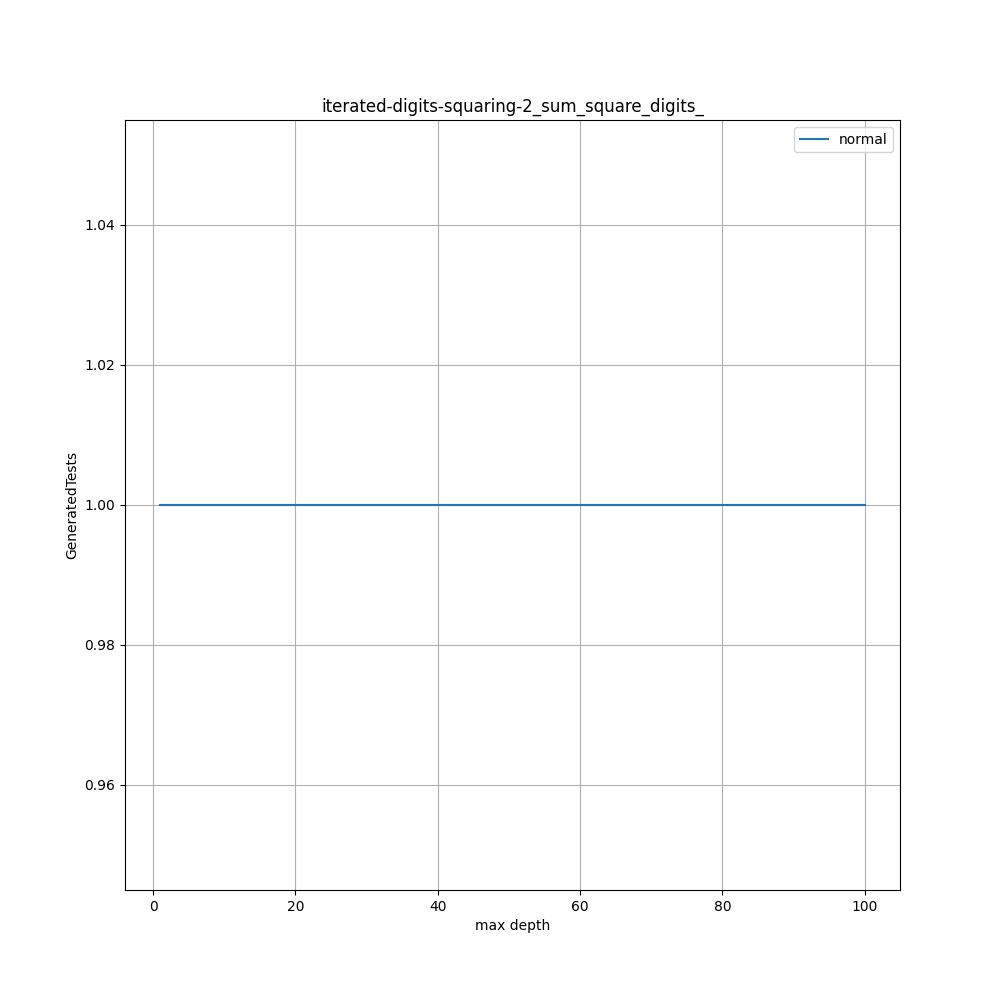 iterated-digits-squaring-2_sum_square_digits_
normal
1.04
1.02
1.00
0.98
0.96
GeneratedTests
0 20 40 60 80 100
max depth